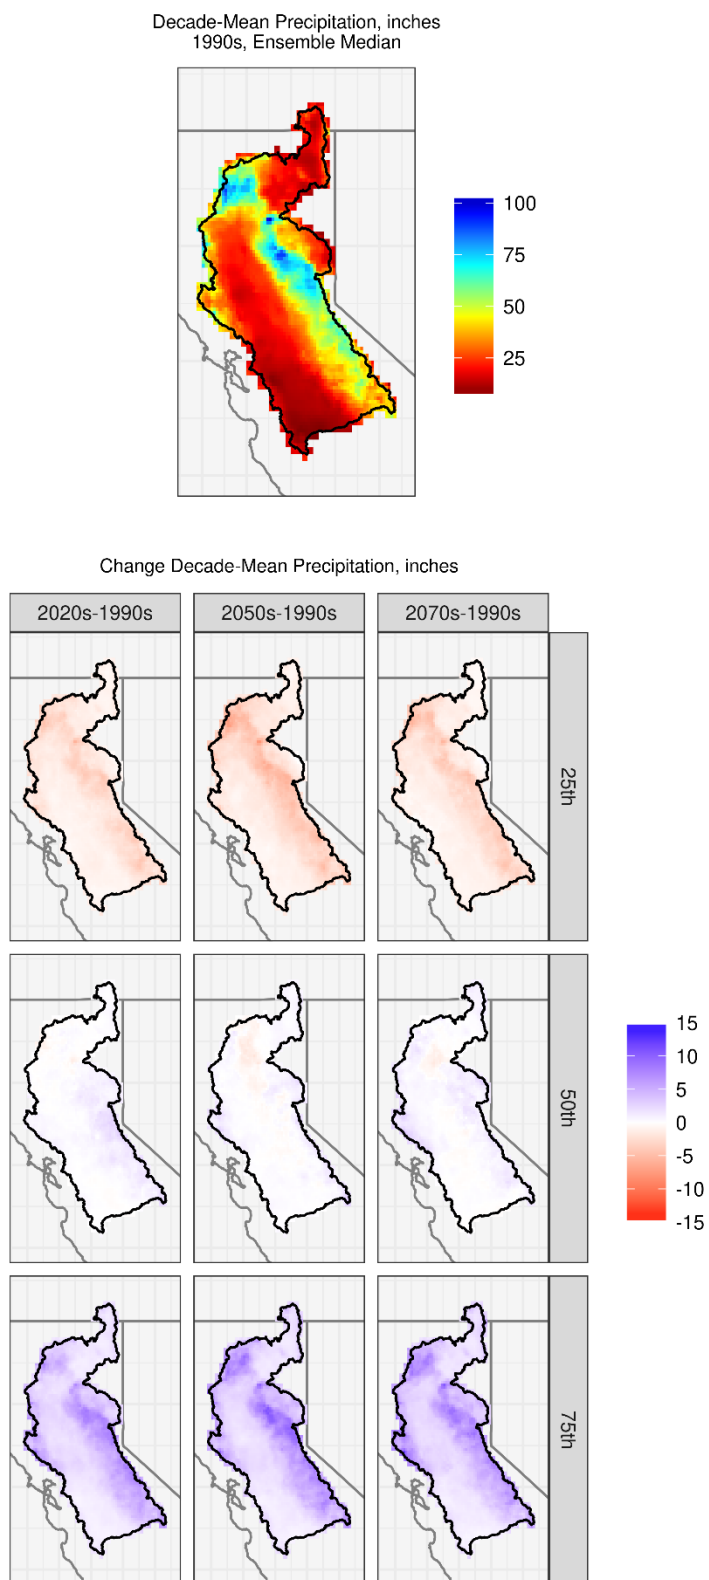 Decade-Mean Precipitation, inches
1990s, Ensemble Median
100
75
50
25
Change Decade-Mean Precipitation, inches
2020s-1990s
2050s-1990s
2070s-1990s
25th
50th
15
10
5
0
-5
-10
-15
75th